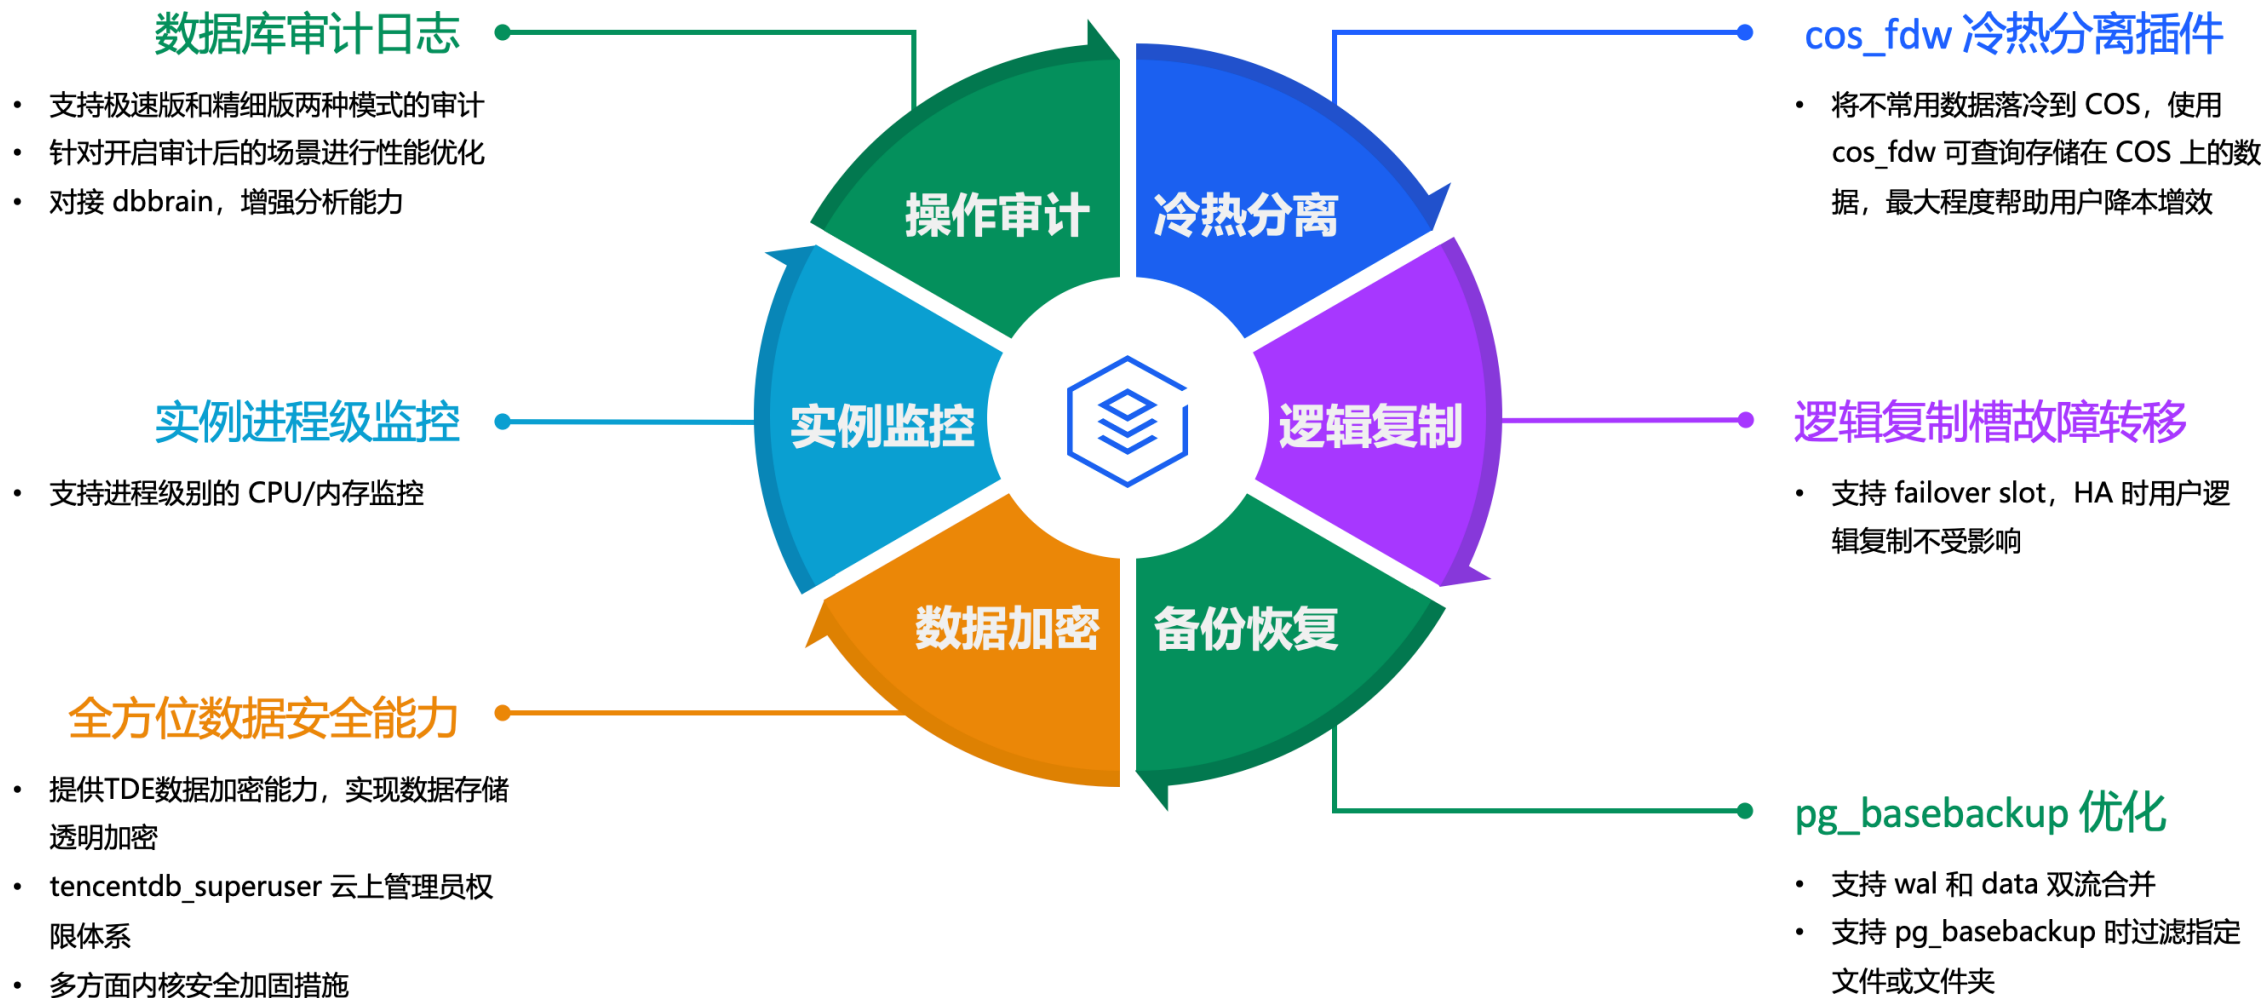 数据库审计日志
• 支持极速版和精细版两种模式的审计
• 针对开启审计后的场景进行性能优化
• 对接 dbbrain，增强分析能力
实例进程级监控
• 支持进程级别的 CPU/内存监控
全方位数据安全能力
• 提供TDE数据加密能力，实现数据存储
透明加密
• tencentdb_superuser 云上管理员权
限体系
• 多方面内核安全加固措施
操作审计
冷热分离
实例监控
逻辑复制
数据加密
备份恢复
cos_fdw 冷热分离插件
• 将不常用数据落冷到 COS，使用
cos_fdw 可查询存储在 COS 上的数
据，最大程度帮助用户降本增效
逻辑复制槽故障转移
• 支持 failover slot，HA 时用户逻
辑复制不受影响
pg_basebackup 优化
• 支持 wal 和 data 双流合并
• 支持 pg_basebackup 时过滤指定
文件或文件夹